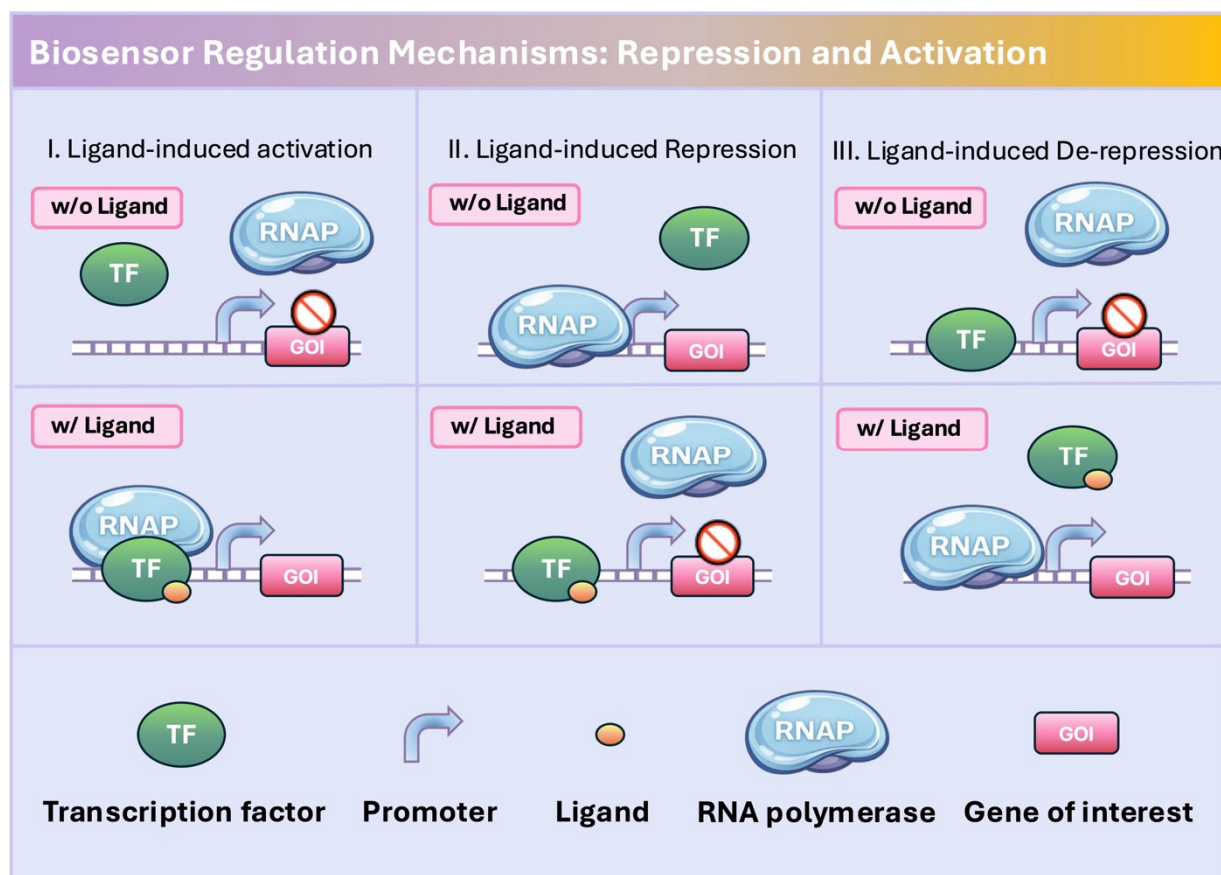 Biosensor Regulation Mechanisms: Repression and Activation
I. Ligand-induced activation
w/o Ligand
RNAP
TF
GOI
II. Ligand-induced Repression
w/o Ligand
TF
RNAP
GOI
III. Ligand-induced De-repression
w/o Ligand
RNAP
TF
GOI
w/ Ligand
RNAP
TF
GOI
w/ Ligand
RNAP
TF
GOI
w/ Ligand
TF
RNAP
GOI
TF
RNAP
GOI
Transcription factor
Promoter
Ligand
RNA polymerase
Gene of interest